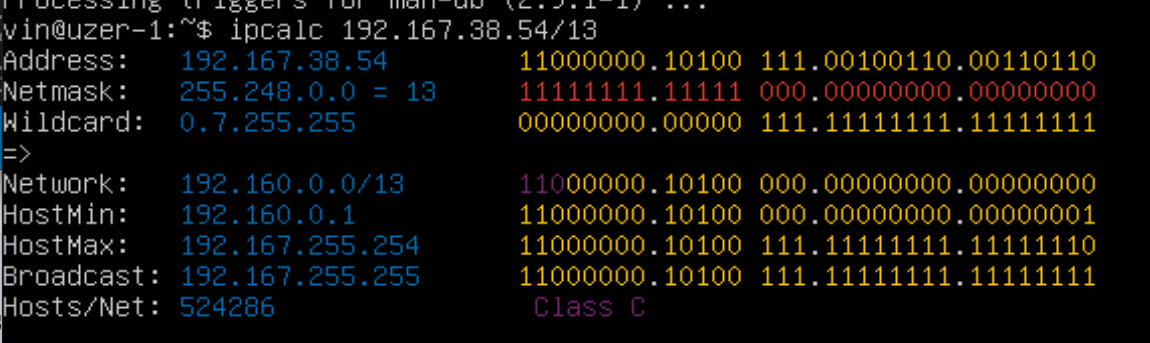 Processing triggers for man-db (2.9.1-1) ...
vin@uzer-1:~$ ipcalc 192.167.38.54/13
Address:   192.167.38.54         11000000.10100 111.00100110.00110110
Netmask:   255.248.0.0 = 13      11111111.11111 000.00000000.00000000
Wildcard:  0.7.255.255           00000000.00000 111.11111111.11111111
=>
Network:   192.160.0.0/13        11000000.10100 000.00000000.00000000
HostMin:   192.160.0.1           11000000.10100 000.00000000.00000001
HostMax:   192.167.255.254       11000000.10100 111.11111111.11111110
Broadcast: 192.167.255.255       11000000.10100 111.11111111.11111111
Hosts/Net: 524286                 Class C